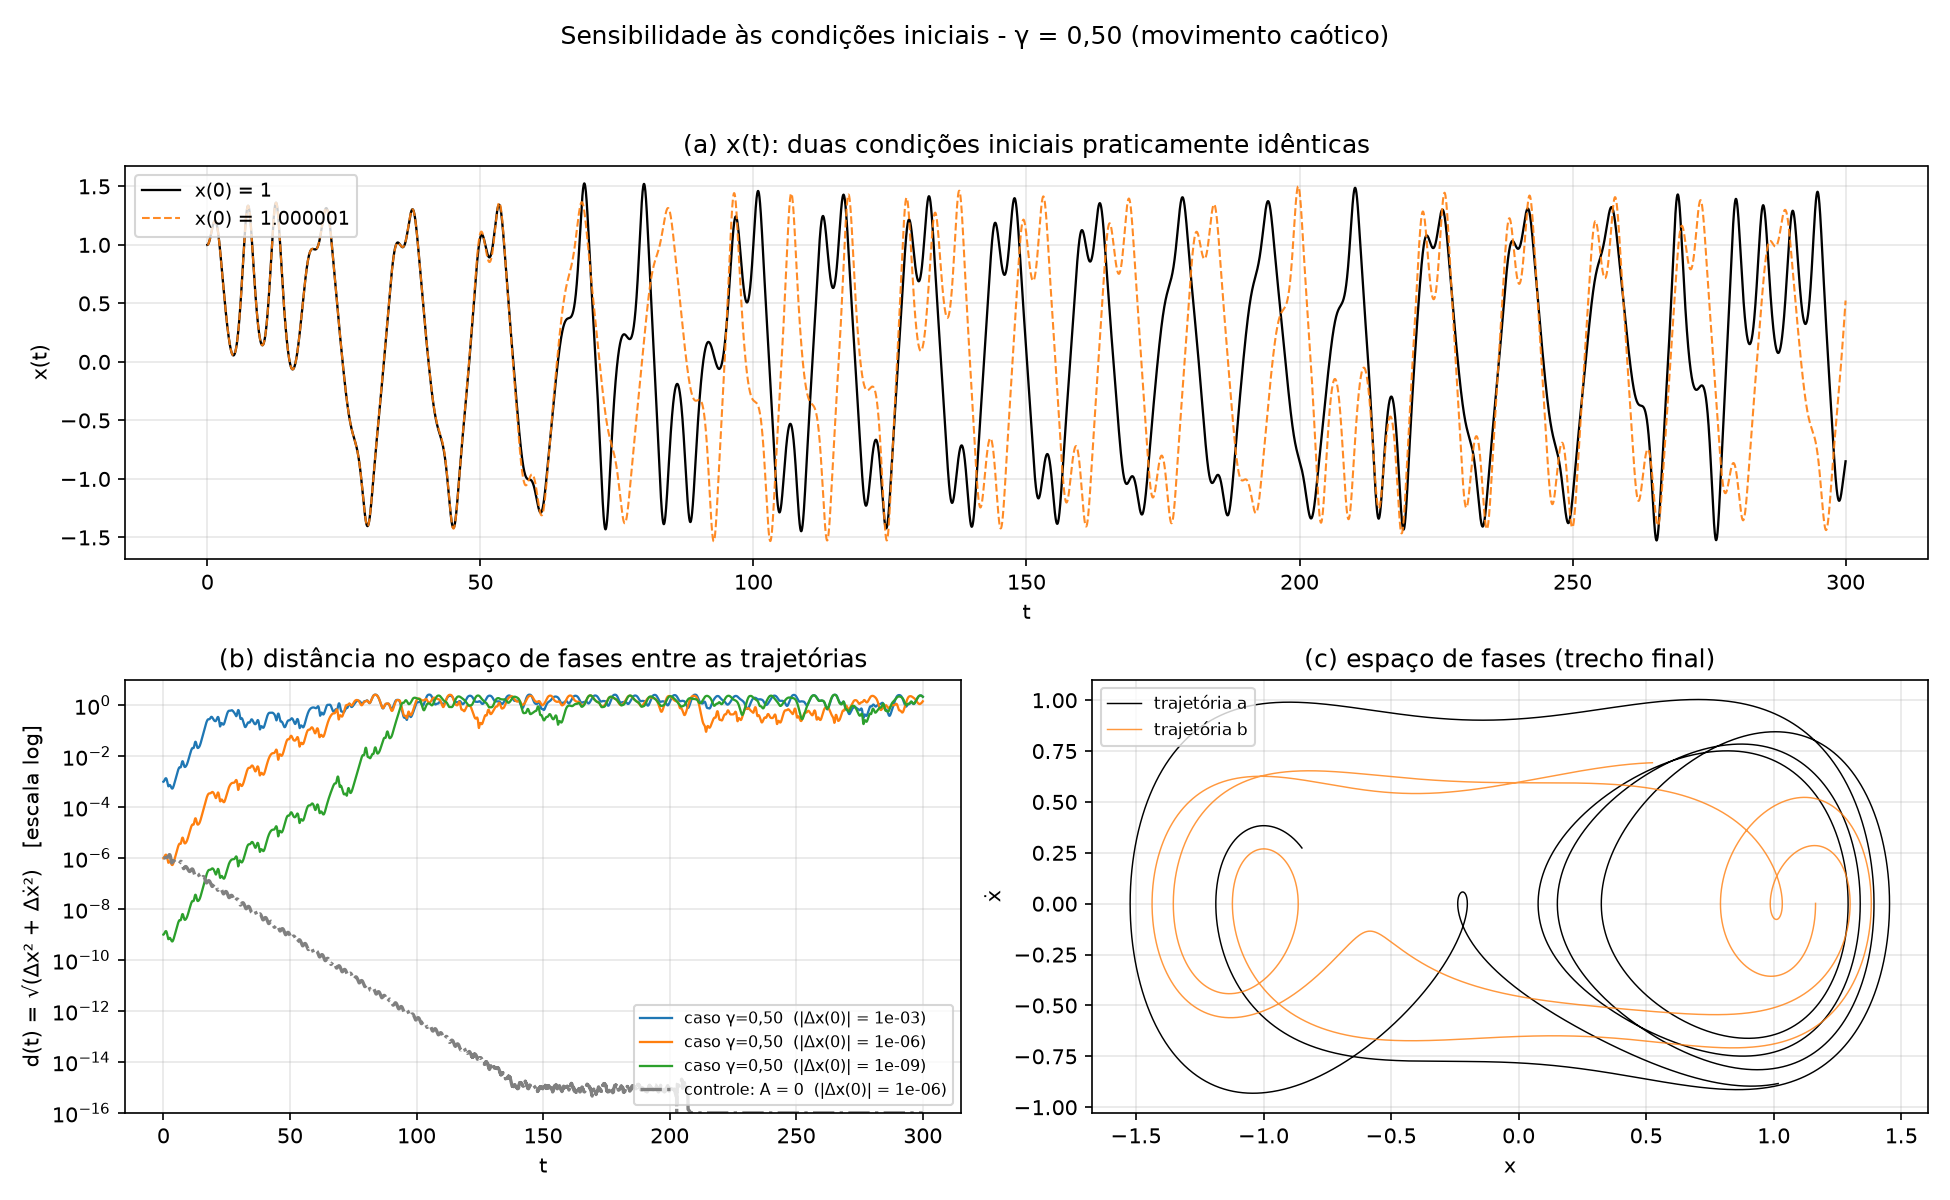 Sensibilidade às condições iniciais - γ = 0,50 (movimento caótico)
(a) x(t): duas condições iniciais praticamente idênticas
x(0) = 1
x(0) = 1.000001
x(t)
1.5
1.0
0.5
0.0
−0.5
−1.0
−1.5
0 50 100 150 200 250 300
t
(b) distância no espaço de fases entre as trajetórias
d(t) = √(Δx² + Δẋ²) [escala log]
10⁰
10⁻²
10⁻⁴
10⁻⁶
10⁻⁸
10⁻¹⁰
10⁻¹²
10⁻¹⁴
10⁻¹⁶
caso γ=0,50 (|Δx(0)| = 1e-03)
caso γ=0,50 (|Δx(0)| = 1e-06)
caso γ=0,50 (|Δx(0)| = 1e-09)
controle: A = 0 (|Δx(0)| = 1e-06)
0 50 100 150 200 250 300
t
(c) espaço de fases (trecho final)
trajetória a
trajetória b
ẋ
1.00
0.75
0.50
0.25
0.00
−0.25
−0.50
−0.75
−1.00
−1.5 −1.0 −0.5 0.0 0.5 1.0 1.5
x